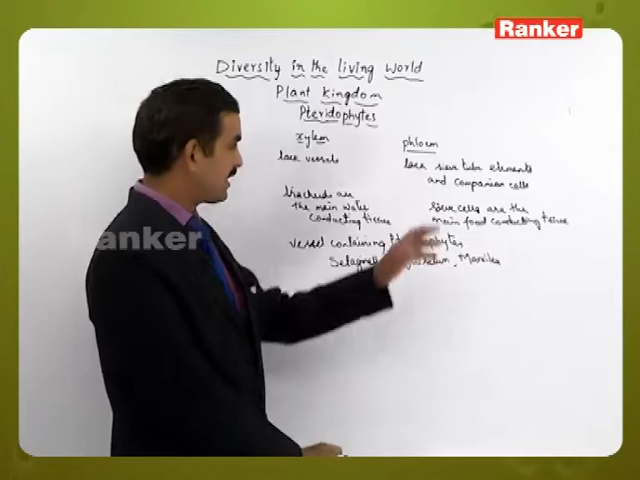 Ranker
Diversity in the living world
Plant Kingdom
Pteridophytes
xylem
phloem
lack vessels
lack sieve tube elements
and companion cells
tracheids are
the main water
conducting tissue
Sieve cells are the
main food conducting tissue
vessel containing
Marsilea
anker